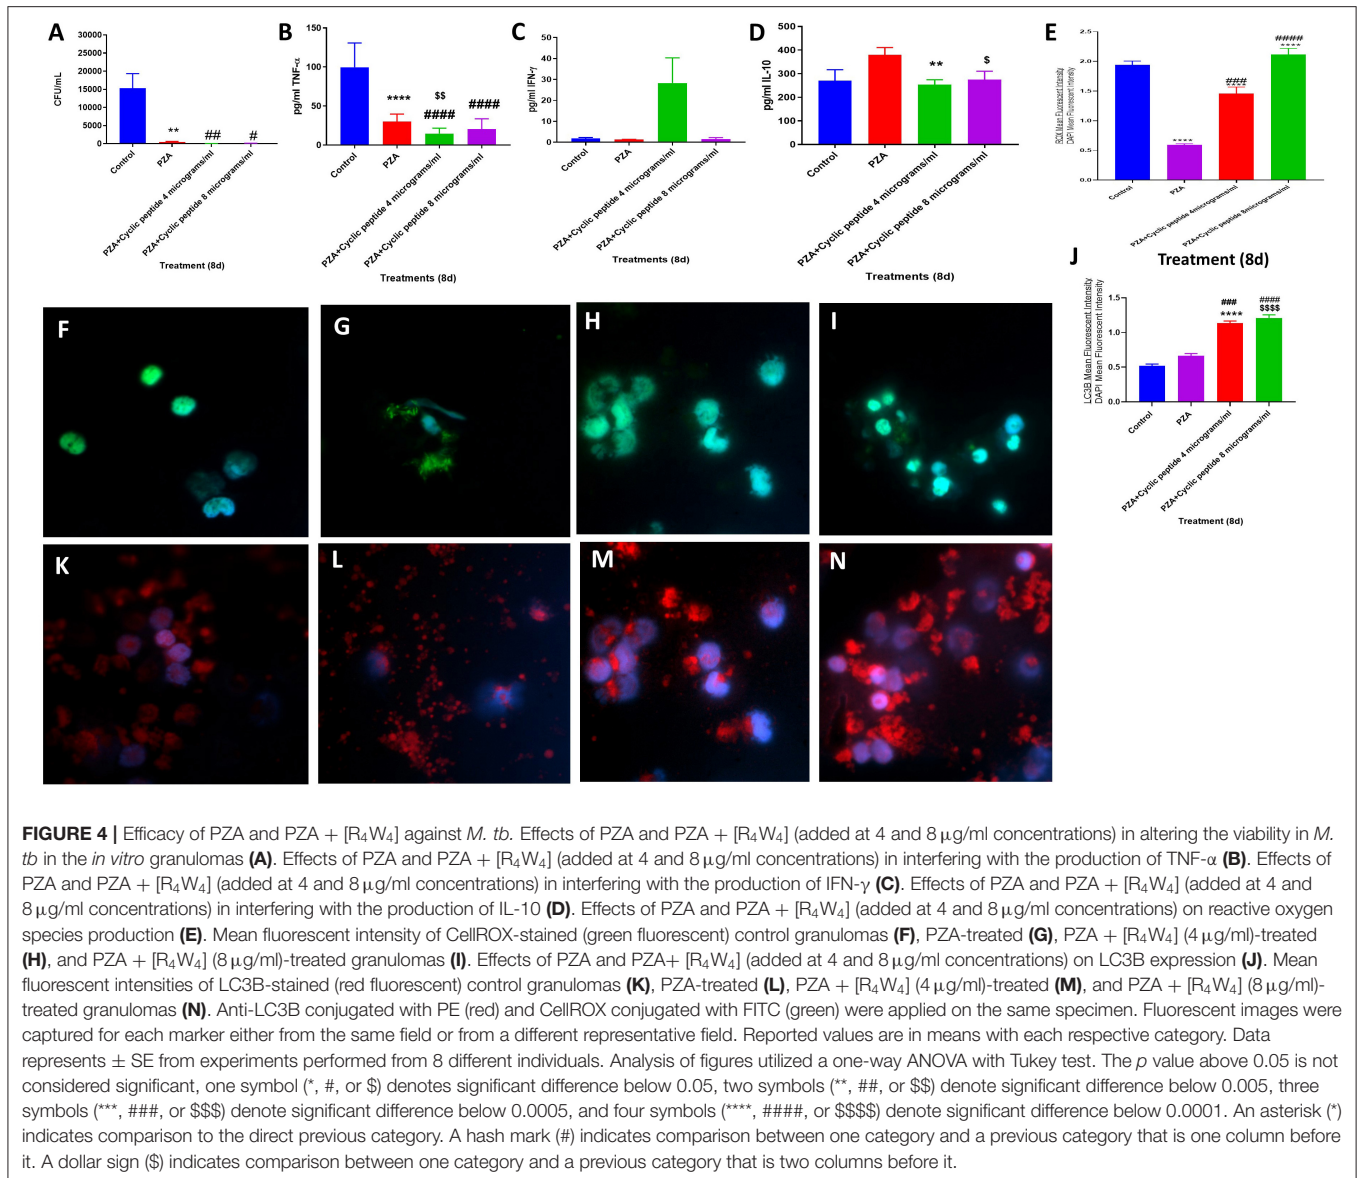 A
30000
25000
20000
15000
10000
5000
0
CFU/mL
**
##
#
Control
PZA
PZA+Cyclic peptide 4 micrograms/ml
PZA+Cyclic peptide 8 micrograms/ml
Treatment (8d)
B
150
100
50
0
pg/ml TNF-α
****
$$
####
####
Control
PZA
PZA+Cyclic peptide 4 micrograms/ml
PZA+Cyclic peptide 8 micrograms/ml
Treatments (8d)
C
50
40
30
20
10
0
pg/ml IFN-γ
Control
PZA
PZA+Cyclic peptide 4 micrograms/ml
PZA+Cyclic peptide 8 micrograms/ml
Treatments (8d)
D
500
400
300
200
100
0
pg/ml IL-10
**
$
Control
PZA
PZA+Cyclic peptide 4 micrograms/ml
PZA+Cyclic peptide 8 micrograms/ml
Treatments (8d)
E
2.5
2.0
1.5
1.0
0.5
0.0
ROX Mean Fluorescent Intensity
DAPI Mean Fluorescent Intensity
****
###
****
####
****
Control
PZA
PZA+Cyclic peptide 4micrograms/ml
PZA+Cyclic peptide 8micrograms/ml
Treatment (8d)
F
G
H
I
J
1.5
1.0
0.5
0.0
LC3B Mean Fluorescent Intensity
DAPI Mean Fluorescent Intensity
###
****
####
$$$$
Control
PZA
PZA+Cyclic peptide 4 micrograms/ml
PZA+Cyclic peptide 8 micrograms/ml
Treatment (8d)
K
L
M
N
FIGURE 4 | Efficacy of PZA and PZA + [R4W4] against M. tb. Effects of PZA and PZA + [R4W4] (added at 4 and 8 μg/ml concentrations) in altering the viability in M.
tb in the in vitro granulomas (A). Effects of PZA and PZA + [R4W4] (added at 4 and 8 μg/ml concentrations) in interfering with the production of TNF-α (B). Effects of
PZA and PZA + [R4W4] (added at 4 and 8 μg/ml concentrations) in interfering with the production of IFN-γ (C). Effects of PZA and PZA + [R4W4] (added at 4 and
8 μg/ml concentrations) in interfering with the production of IL-10 (D). Effects of PZA and PZA + [R4W4] (added at 4 and 8 μg/ml concentrations) on reactive oxygen
species production (E). Mean fluorescent intensity of CellROX-stained (green fluorescent) control granulomas (F), PZA-treated (G), PZA + [R4W4] (4 μg/ml)-treated
(H), and PZA + [R4W4] (8 μg/ml)-treated granulomas (I). Effects of PZA and PZA+ [R4W4] (added at 4 and 8 μg/ml concentrations) on LC3B expression (J). Mean
fluorescent intensities of LC3B-stained (red fluorescent) control granulomas (K), PZA-treated (L), PZA + [R4W4] (4 μg/ml)-treated (M), and PZA + [R4W4] (8 μg/ml)-
treated granulomas (N). Anti-LC3B conjugated with PE (red) and CellROX conjugated with FITC (green) were applied on the same specimen. Fluorescent images were
captured for each marker either from the same field or from a different representative field. Reported values are in means with each respective category. Data
represents ± SE from experiments performed from 8 different individuals. Analysis of figures utilized a one-way ANOVA with Tukey test. The p value above 0.05 is not
considered significant, one symbol (*, #, or $) denotes significant difference below 0.05, two symbols (**, ##, or $$) denote significant difference below 0.005, three
symbols (***, ###, or $$$) denote significant difference below 0.0005, and four symbols (****, ####, or $$$$) denote significant difference below 0.0001. An asterisk (*)
indicates comparison to the direct previous category. A hash mark (#) indicates comparison between one category and a previous category that is one column before
it. A dollar sign ($) indicates comparison between one category and a previous category that is two columns before it.